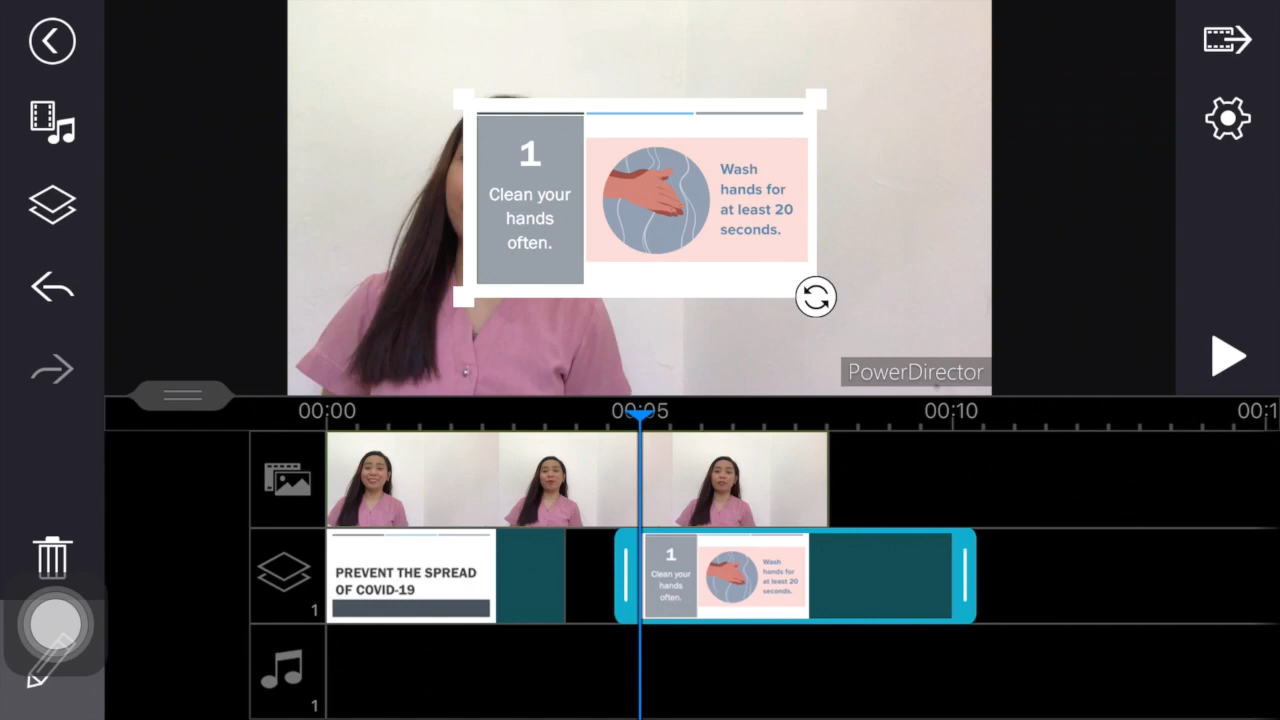 1
Clean your
hands
often.
Wash
hands for
at least 20
seconds.
PowerDirector
00:00
00:05
00:10
00:1
PREVENT THE SPREAD
OF COVID-19
1
Clean your
hands
often.
Wash
hands for
at least 20
seconds.
1
1